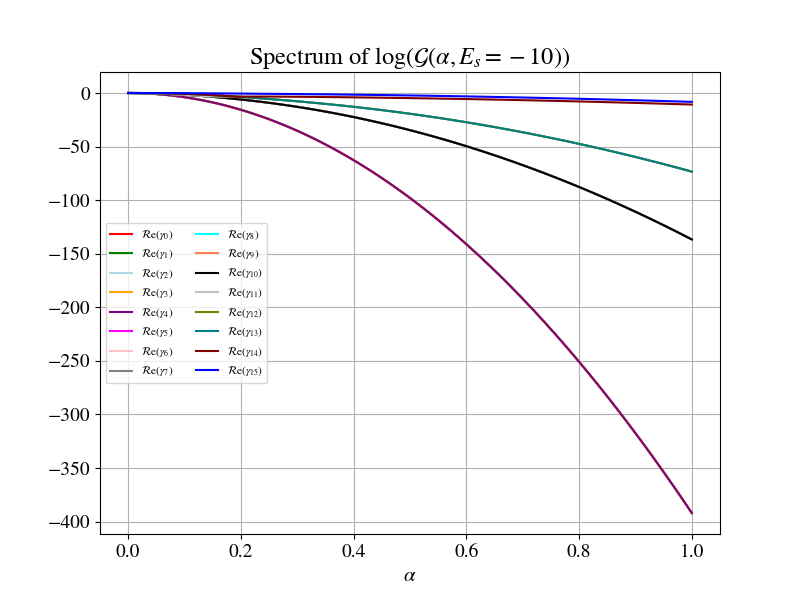 Spectrum of log(𝒢(α, E_s = −10))
0
−50
−100
−150
−200
−250
−300
−350
−400
ℛe(γ₀) ℛe(γ₈)
ℛe(γ₁) ℛe(γ₉)
ℛe(γ₂) ℛe(γ₁₀)
ℛe(γ₃) ℛe(γ₁₁)
ℛe(γ₄) ℛe(γ₁₂)
ℛe(γ₅) ℛe(γ₁₃)
ℛe(γ₆) ℛe(γ₁₄)
ℛe(γ₇) ℛe(γ₁₅)
0.0 0.2 0.4 0.6 0.8 1.0
α